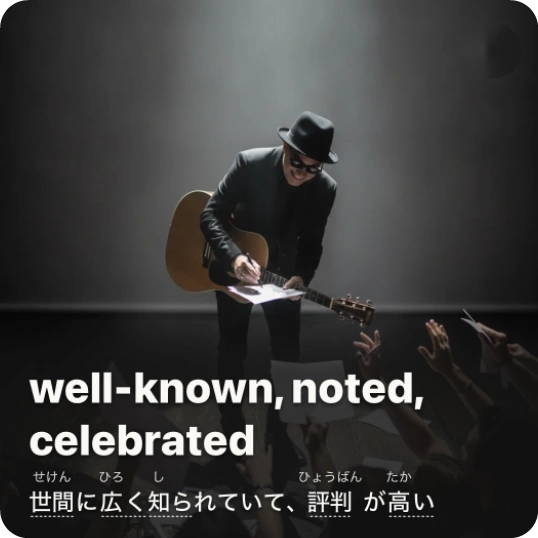 well-known, noted,
celebrated
せけん ひろ し ひょうばん たか
世間に広く知られていて、評判が高い